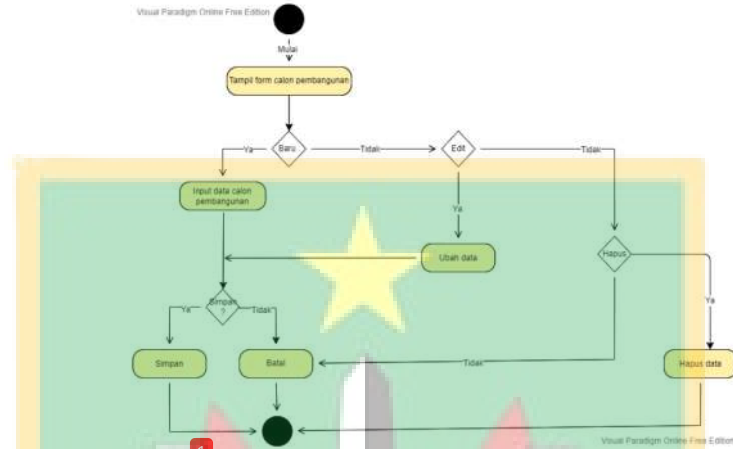 Visual Paradigm Online Free Edition
Mulai
Tampil form calon pembangunan
Ya
Baru
Tidak
Edit
Tidak
Input data calon
pembangunan
Ya
Ubah data
Hapus
Simpan
?
Ya
Tidak
Ya
Simpan
Batal
Tidak
Hapus data
Visual Paradigm Online Free Edition